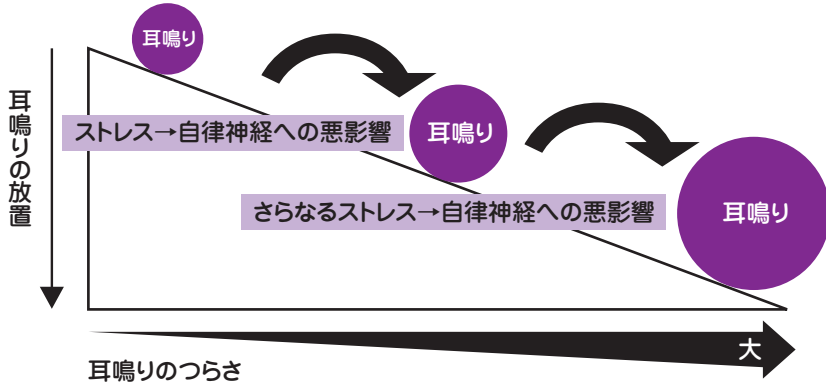 耳鳴り
耳鳴りの放置
ストレス→自律神経への悪影響
耳鳴り
さらなるストレス→自律神経への悪影響
耳鳴り
大
耳鳴りのつらさ